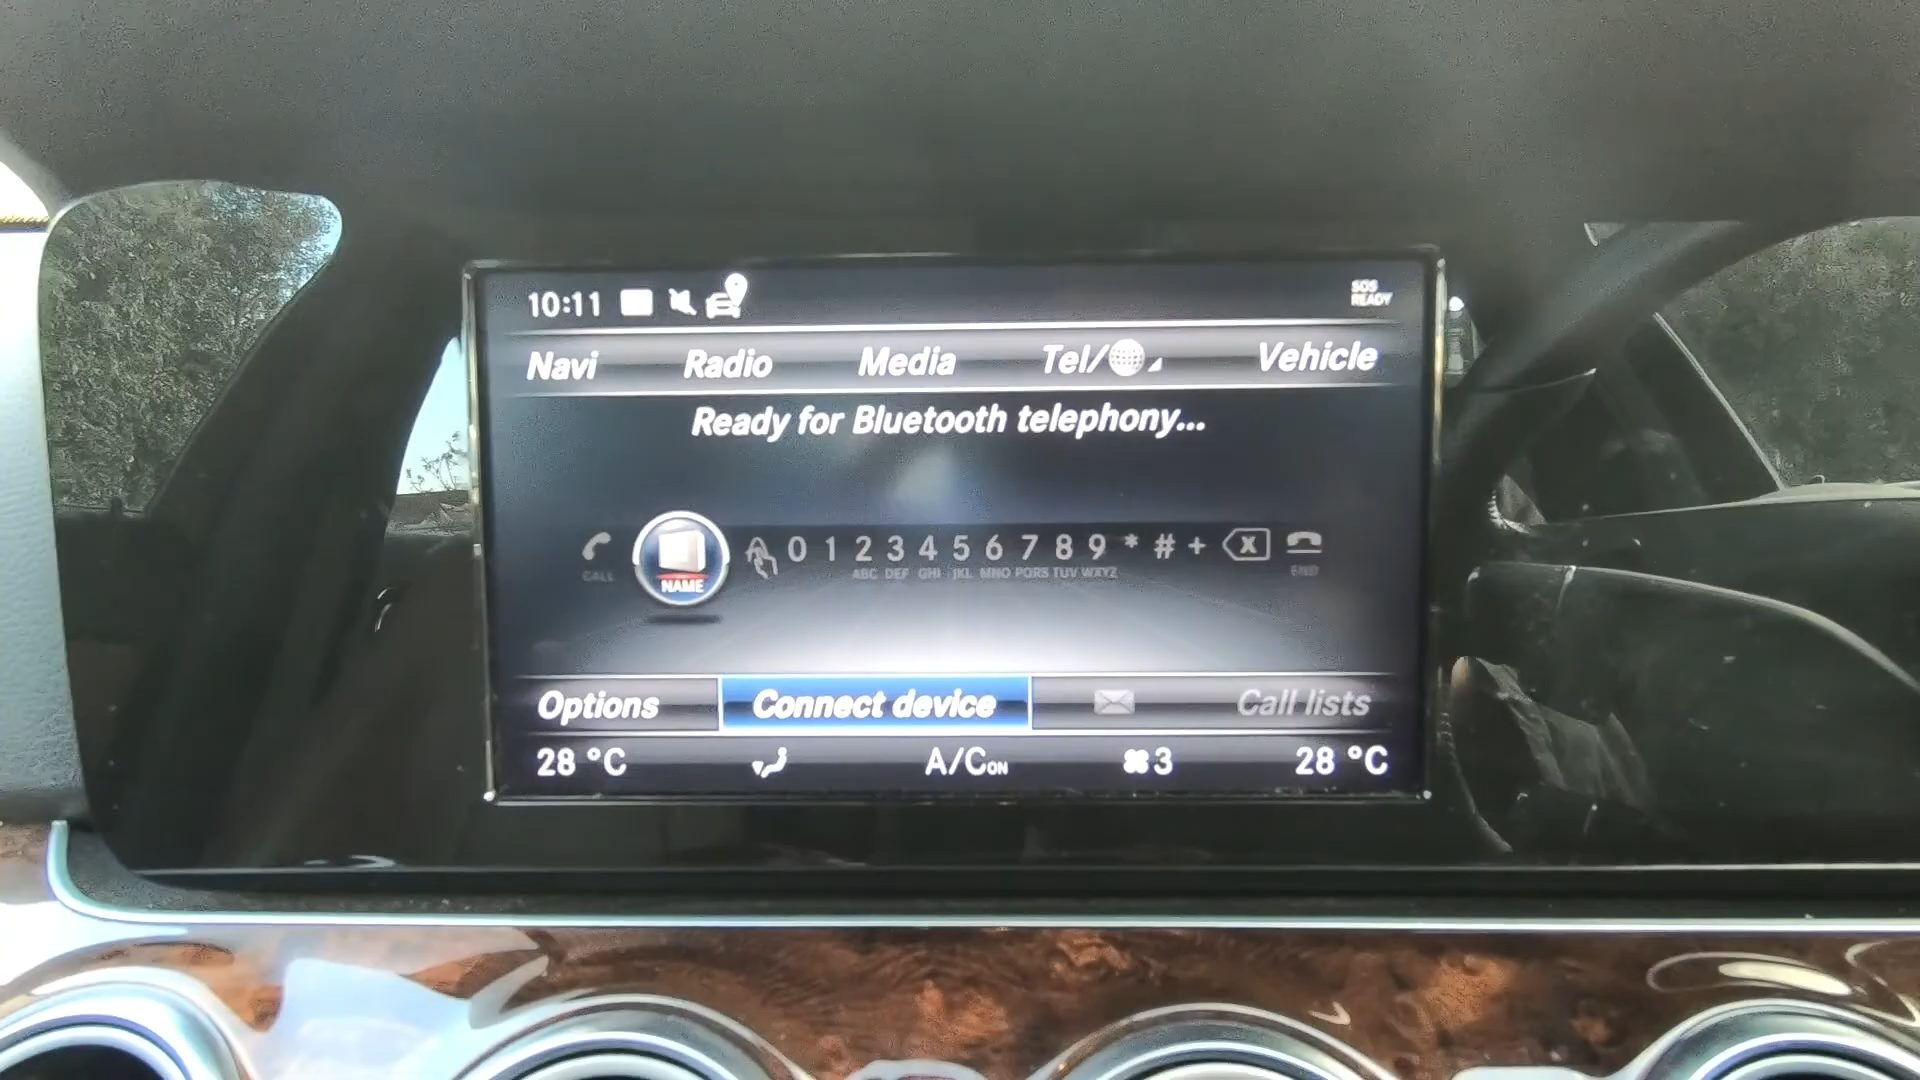 10:11 SOS
READY
Navi Radio Media Tel/ Vehicle
Ready for Bluetooth telephony...
CALL NAME 0 1 2 3 4 5 6 7 8 9 * # + X END
ABC DEF GHI JKL MNO PQRS TUV WXYZ
Options Connect device Call lists
28 °C A/C ON 3 28 °C